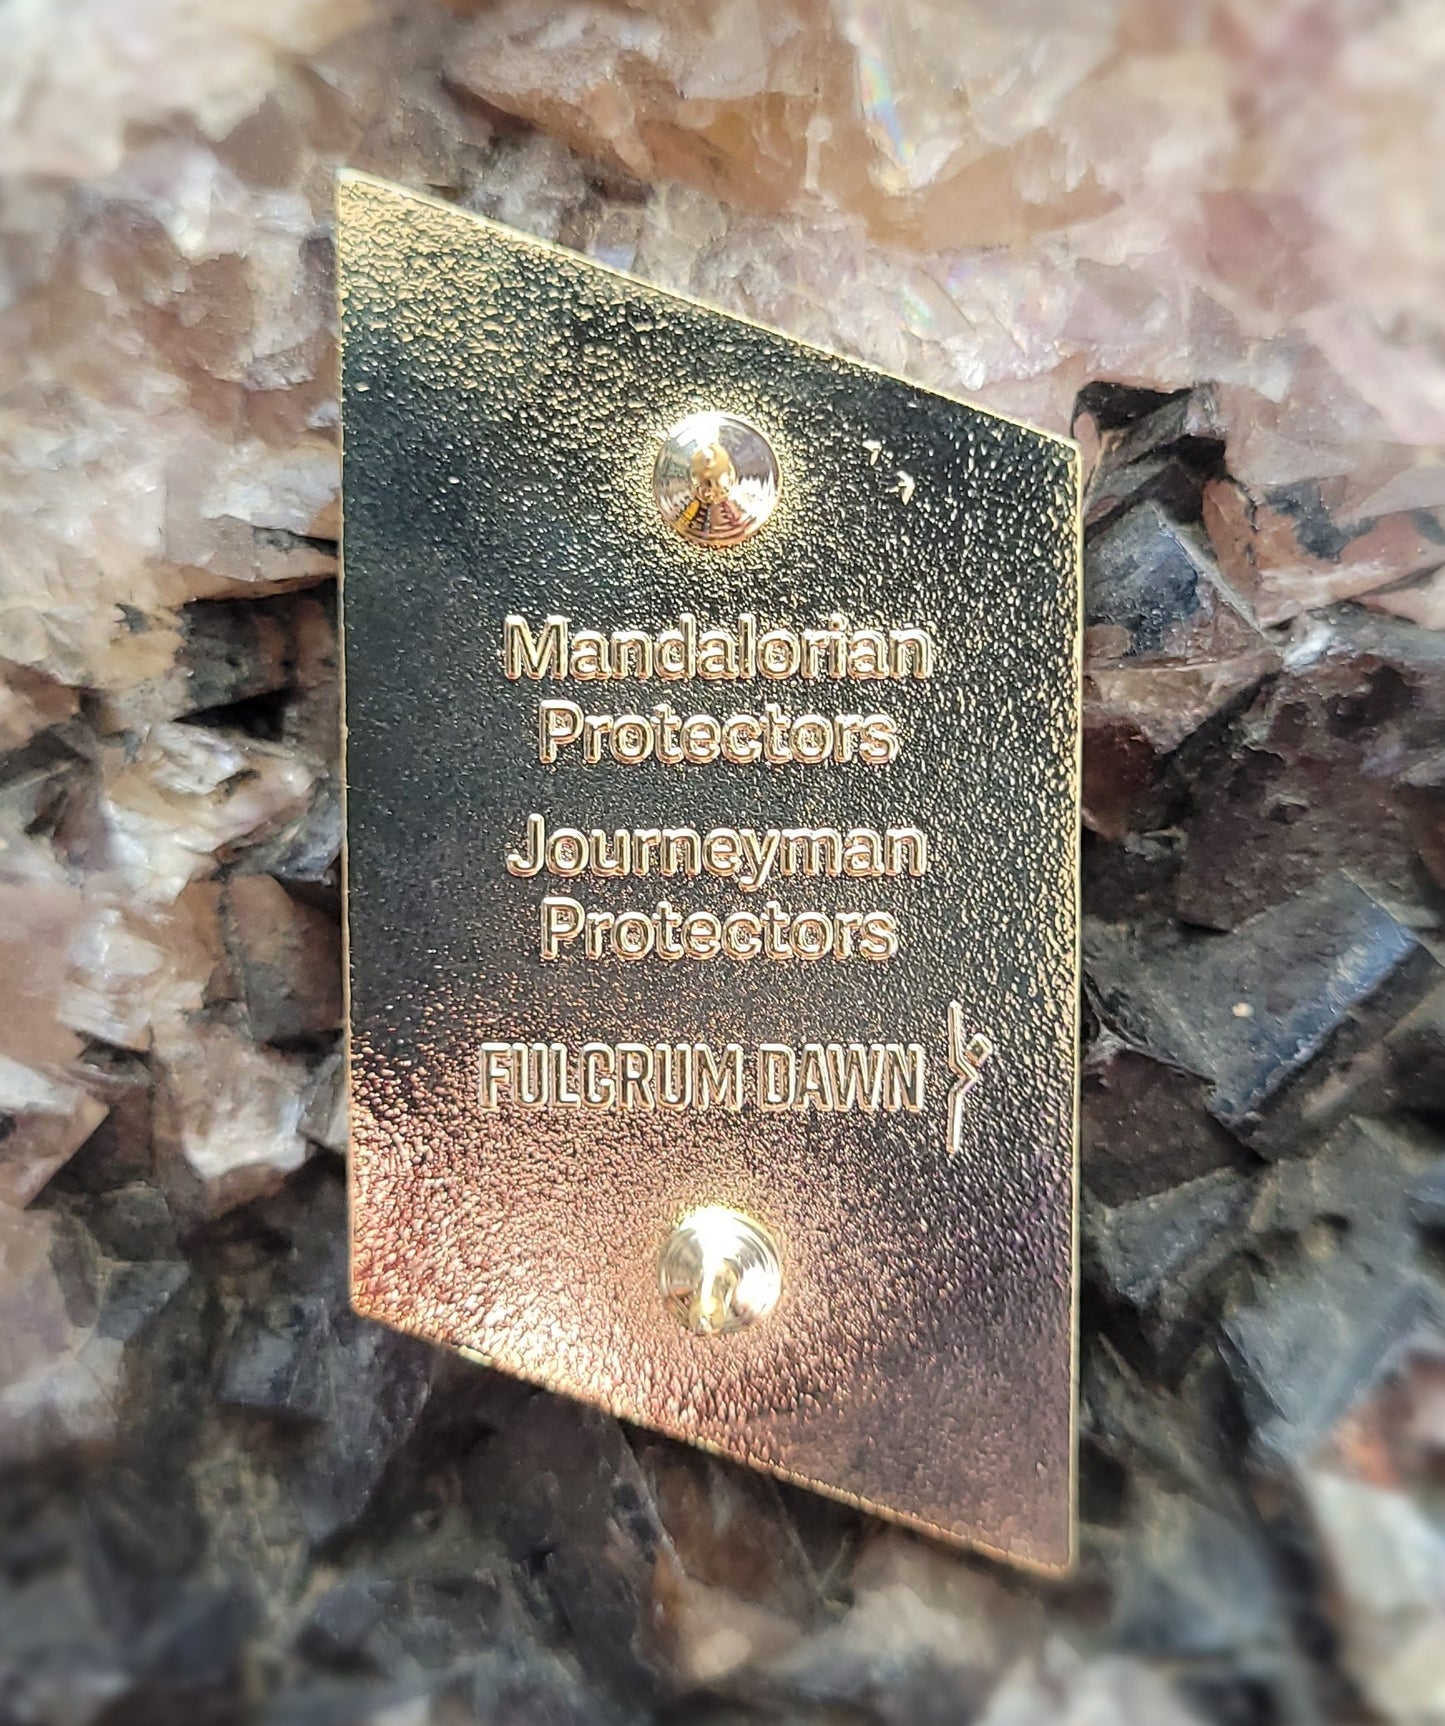 Mandalorian
Protectors
Journeyman
Protectors
FULCRUM DAWN